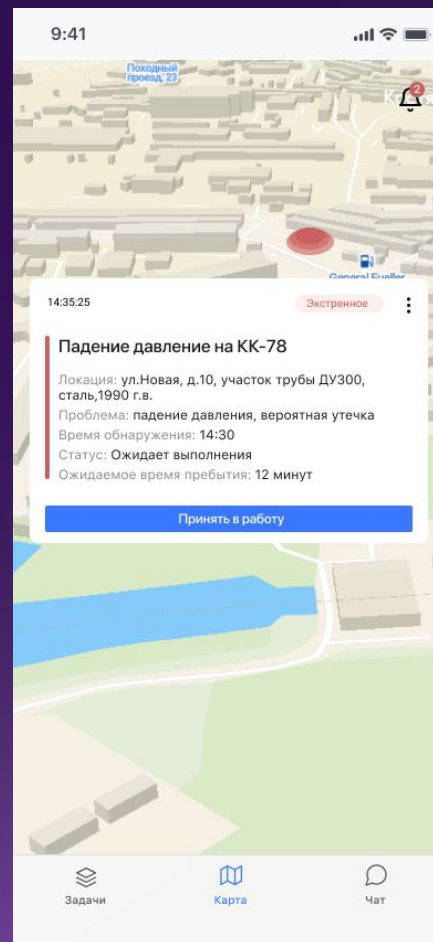 9:41
Походный
проезд, 23
2
General Fueller
14:35:25
Экстренное
Падение давление на КК-78
Локация: ул.Новая, д.10, участок трубы ДУ300,
сталь,1990 г.в.
Проблема: падение давления, вероятная утечка
Время обнаружения: 14:30
Статус: Ожидает выполнения
Ожидаемое время пребытия: 12 минут
Принять в работу
Задачи
Карта
Чат